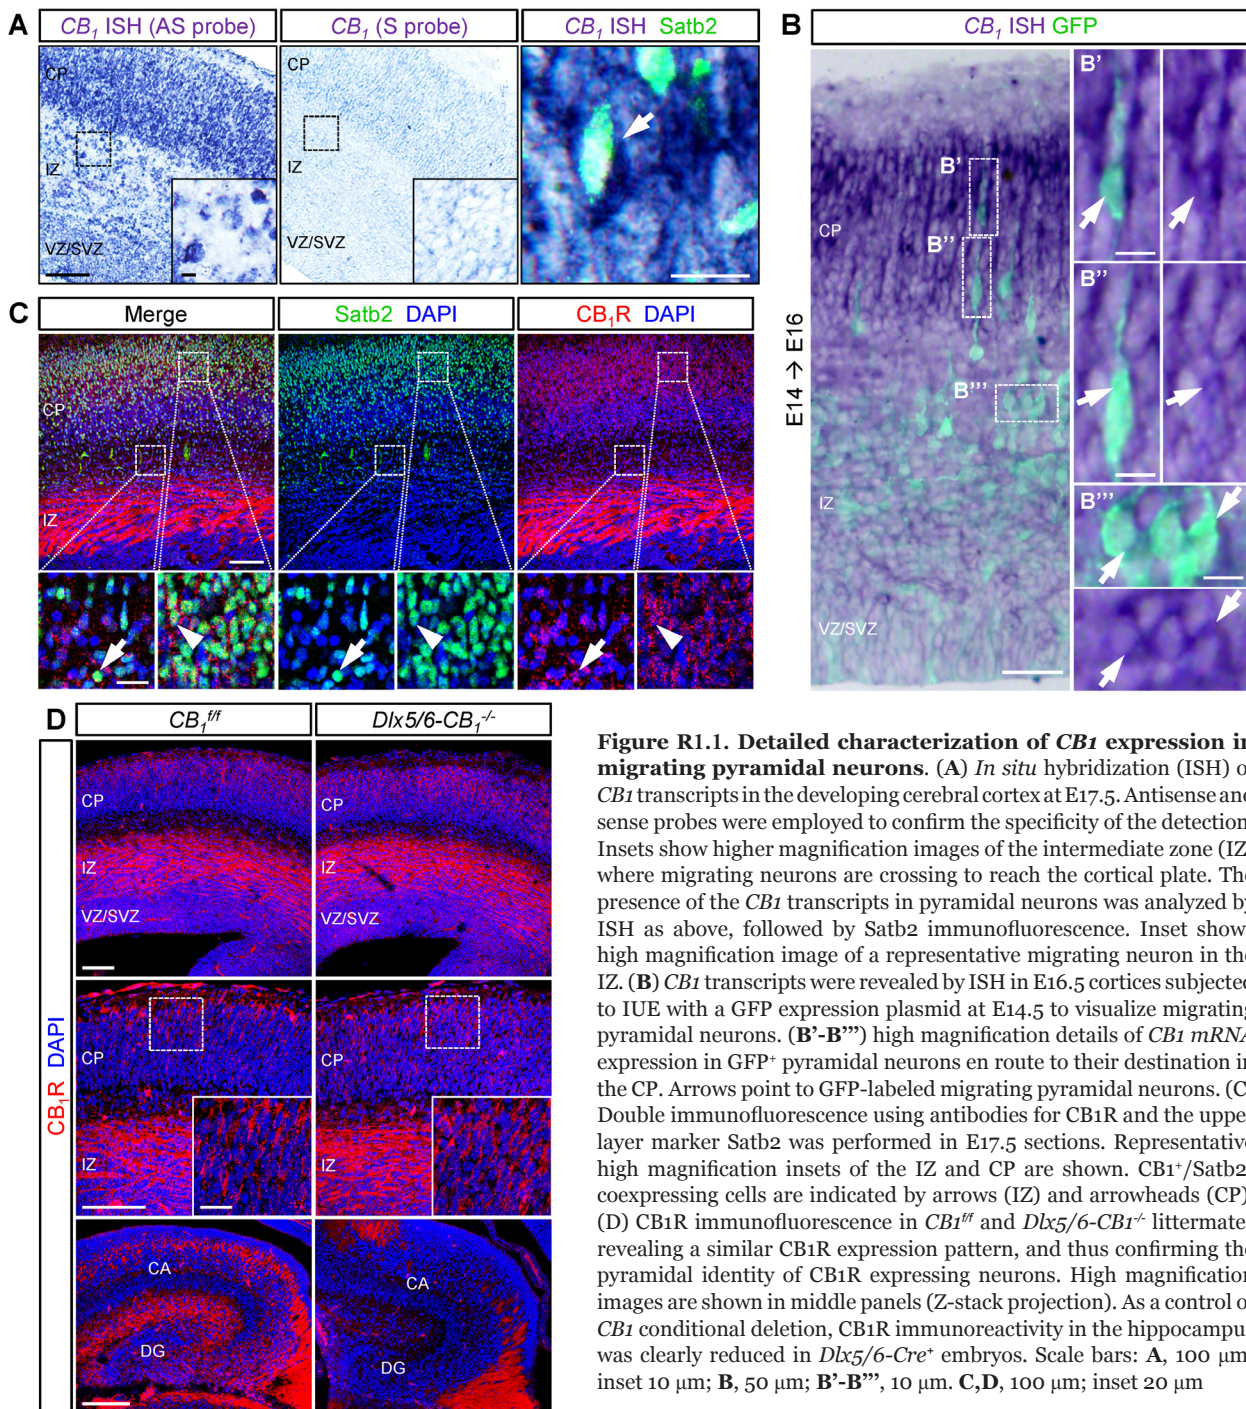 A
CB1 ISH (AS probe)
CB1 (S probe)
CB1 ISH Satb2
CP
IZ
VZ/SVZ
CP
IZ
VZ/SVZ
B
CB1 ISH GFP
E14 → E16
CP
IZ
VZ/SVZ
B'
B''
B'''
B'
B''
B'''
C
Merge
Satb2 DAPI
CB1R DAPI
CP
IZ
D
CB1f/f
Dlx5/6-CB1-/-
CB1R DAPI
CP
IZ
VZ/SVZ
CP
IZ
CA
DG
CA
DG
Figure R1.1. Detailed characterization of CB1 expression in
migrating pyramidal neurons. (A) In situ hybridization (ISH) o
CB1 transcripts in the developing cerebral cortex at E17.5. Antisense and
sense probes were employed to confirm the specificity of the detection
Insets show higher magnification images of the intermediate zone (IZ
where migrating neurons are crossing to reach the cortical plate. The
presence of the CB1 transcripts in pyramidal neurons was analyzed by
ISH as above, followed by Satb2 immunofluorescence. Inset show
high magnification image of a representative migrating neuron in the
IZ. (B) CB1 transcripts were revealed by ISH in E16.5 cortices subjected
to IUE with a GFP expression plasmid at E14.5 to visualize migrating
pyramidal neurons. (B'-B''') high magnification details of CB1 mRNA
expression in GFP+ pyramidal neurons en route to their destination in
the CP. Arrows point to GFP-labeled migrating pyramidal neurons. (C
Double immunofluorescence using antibodies for CB1R and the uppe
layer marker Satb2 was performed in E17.5 sections. Representative
high magnification insets of the IZ and CP are shown. CB1+/Satb2
coexpressing cells are indicated by arrows (IZ) and arrowheads (CP)
(D) CB1R immunofluorescence in CB1f/f and Dlx5/6-CB1-/- littermate
revealing a similar CB1R expression pattern, and thus confirming the
pyramidal identity of CB1R expressing neurons. High magnification
images are shown in middle panels (Z-stack projection). As a control o
CB1 conditional deletion, CB1R immunoreactivity in the hippocampu
was clearly reduced in Dlx5/6-Cre+ embryos. Scale bars: A, 100 μm
inset 10 μm; B, 50 μm; B'-B''', 10 μm. C,D, 100 μm; inset 20 μm